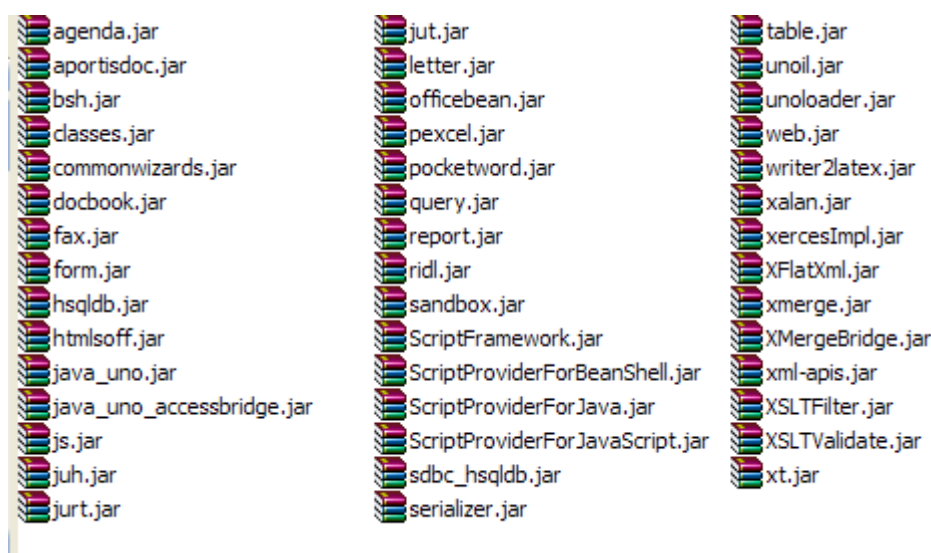 agenda.jar
aportisdoc.jar
bsh.jar
classes.jar
commonwizards.jar
docbook.jar
fax.jar
form.jar
hsqldb.jar
htmlsoff.jar
java_uno.jar
java_uno_accessbridge.jar
js.jar
juh.jar
jurt.jar
jut.jar
letter.jar
officebean.jar
pexcel.jar
pocketword.jar
query.jar
report.jar
ridl.jar
sandbox.jar
ScriptFramework.jar
ScriptProviderForBeanShell.jar
ScriptProviderForJava.jar
ScriptProviderForJavaScript.jar
sdbc_hsqldb.jar
serializer.jar
table.jar
unoil.jar
unoloader.jar
web.jar
writer2latex.jar
xalan.jar
xercesImpl.jar
XFlatXml.jar
xmerge.jar
XMergeBridge.jar
xml-apis.jar
XSLTFilter.jar
XSLTValidate.jar
xt.jar